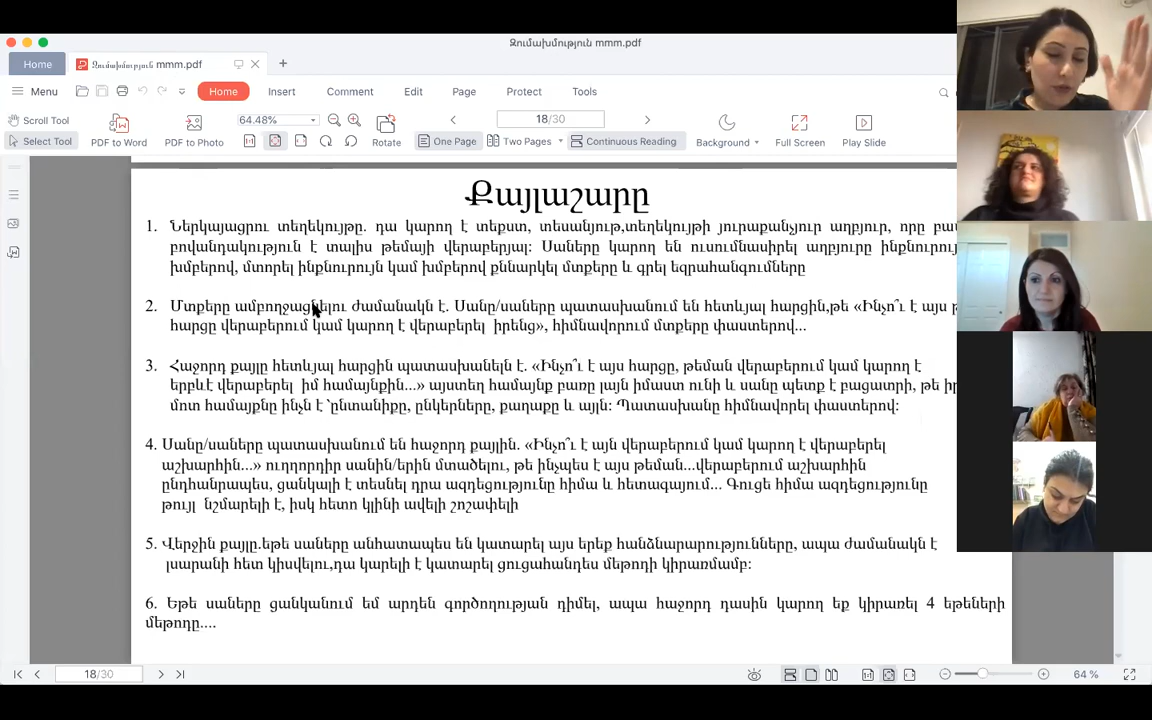 Զումախմություն mmm.pdf
Home
Զումախմություն mmm.pdf
Menu
Home Insert Comment Edit Page Protect Tools
Scroll Tool
Select Tool
PDF to Word
PDF to Photo
64.48%
Rotate
18/30
One Page Two Pages Continuous Reading
Background
Full Screen
Play Slide
Քայլաշարը
1. Ներկայացրու տեղեկույթը. դա կարող է տեքստ, տեսանյութ,տեղեկույթի յուրաքանչյուր աղբյուր, որը
բովանդակություն է տալիս թեմայի վերաբերյալ: Սաները կարող են ուսումնասիրել աղբյուրը
խմբերով, մտորել ինքնուրույն կամ խմբերով քննարկել մտքերը և գրել եզրահանգումները
2. Մտքերը ամբողջացնելու ժամանակն է. Սանը/սաները պատասխանում են հետևյալ հարցին,թե «Ինչո՞ւ է այս
հարցը վերաբերում կամ կարող է վերաբերել իրենց», հիմնավորում մտքերը փաստերով...
3. Հաջորդ քայլը հետևյալ հարցին պատասխանելն է. «Ինչո՞ւ է այս հարցը, թեման վերաբերում կամ կարող է
երբևէ վերաբերել իմ համայնքին...» այստեղ համայնք բառը լայն իմաստ ունի և սանը պետք է բացատրի, թե
մոտ համայքնը ինչն է `ընտանիքը, ընկերները, քաղաքը և այլն: Պատասխանը հիմնավորել փաստերով:
4. Սանը/սաները պատասխանում են հաջորդ քայլին. «Ինչո՞ւ է այն վերաբերում կամ կարող է վերաբերել
աշխարհին...» ուղղորդիր սանին/երին մտածելու, թե ինչպես է այս թեման...վերաբերում աշխարհին
ընդհանրապես, ցանկալի է տեսնել դրա ազդեցությունը հիմա և հետագայում... Գուցե հիմա ազդեցությունը
թույլ նշմարելի է, իսկ հետո կլինի ավելի շոշափելի
5. Վերջին քայլը.եթե սաները անհատապես են կատարել այս երեք հանձնարարությունները, ապա ժամանակն է
լսարանի հետ կիսվելու,դա կարելի է կատարել ցուցահանդես մեթոդի կիրառմամբ:
6. Եթե սաները ցանկանում եմ արդեն գործողության դիմել, ապա հաջորդ դասին կարող եք կիրառել 4 եթեների
մեթոդը....
18/30
64 %